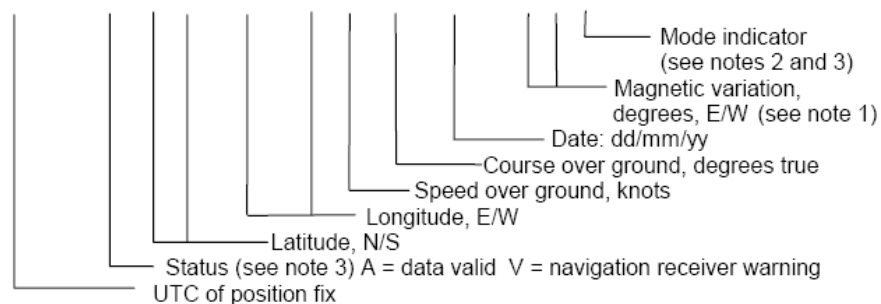 Mode indicator
(see notes 2 and 3)
Magnetic variation,
degrees, E/W (see note 1)
Date: dd/mm/yy
Course over ground, degrees true
Speed over ground, knots
Longitude, E/W
Latitude, N/S
Status (see note 3) A = data valid V = navigation receiver warning
UTC of position fix